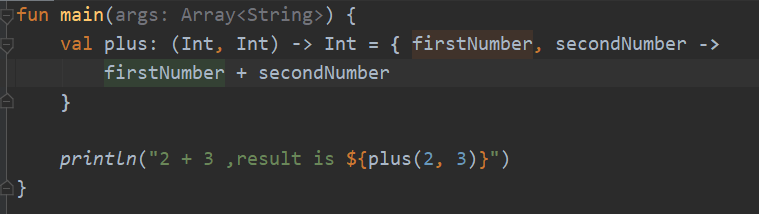 fun main(args: Array<String>) {
    val plus: (Int, Int) -> Int = { firstNumber, secondNumber ->
        firstNumber + secondNumber
    }

    println("2 + 3 ,result is ${plus(2, 3)}")
}